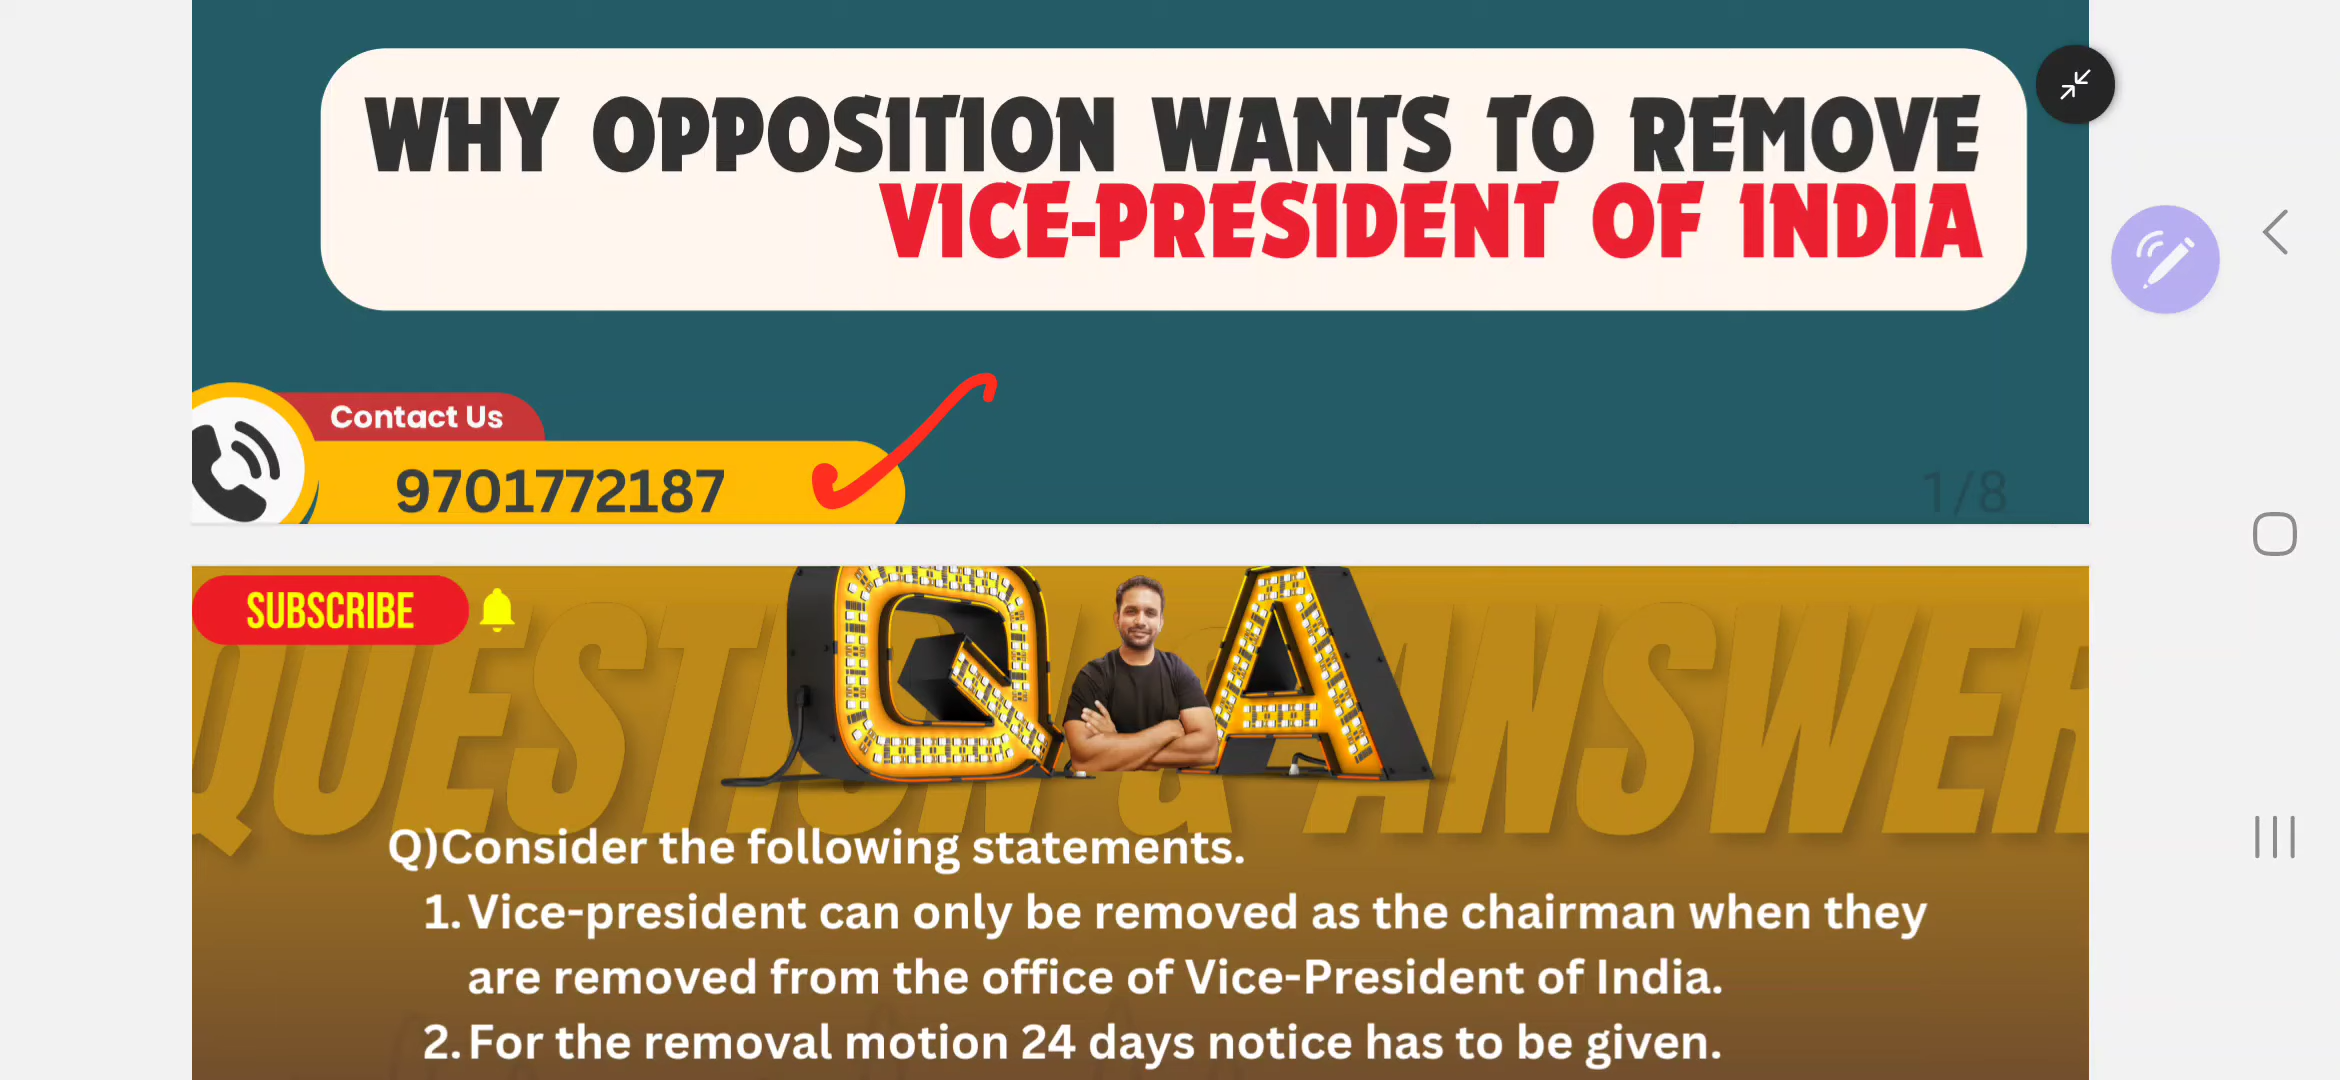 WHY OPPOSITION WANTS TO REMOVE
VICE-PRESIDENT OF INDIA
Contact Us
9701772187
1/8
SUBSCRIBE
QUESTION & ANSWER
Q A
Q)Consider the following statements.
1. Vice-president can only be removed as the chairman when they
are removed from the office of Vice-President of India.
2. For the removal motion 24 days notice has to be given.